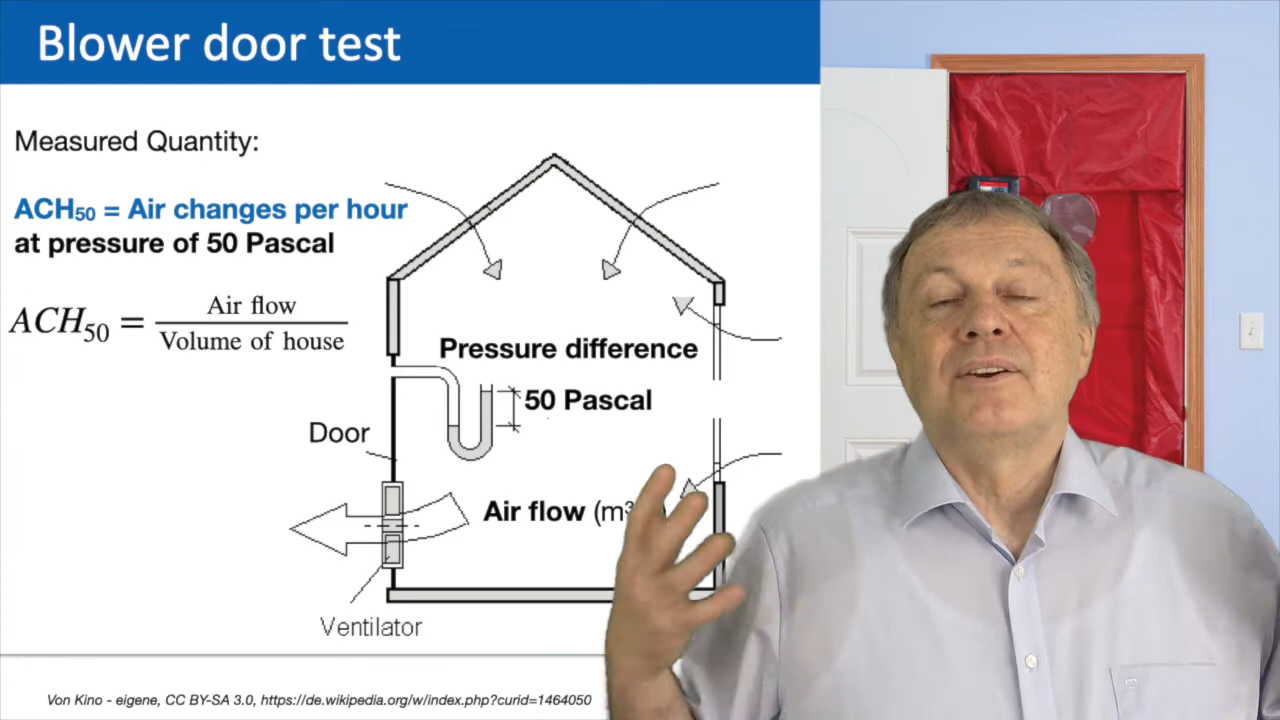 Blower door test
Measured Quantity:
ACH₅₀ = Air changes per hour
at pressure of 50 Pascal
ACH₅₀ = Air flow / Volume of house
Pressure difference
50 Pascal
Door
Air flow (m³
Ventilator
Von Kino - eigene, CC BY-SA 3.0, https://de.wikipedia.org/w/index.php?curid=1464050